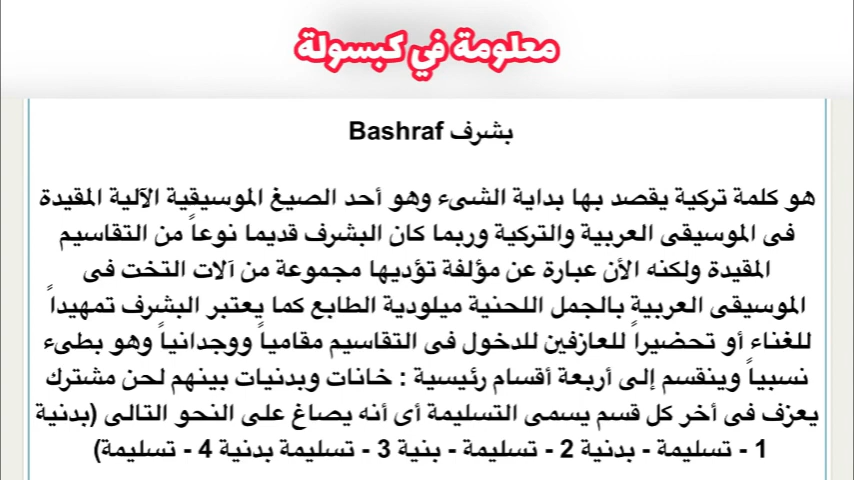 معلومة في كبسولة
بشرف Bashraf
هو كلمة تركية يقصد بها بداية الشىء وهو أحد الصيغ الموسيقية الآلية المقيدة
فى الموسيقى العربية والتركية وربما كان البشرف قديما نوعاً من التقاسيم
المقيدة ولكنه الأن عبارة عن مؤلفة تؤديها مجموعة من آلات التخت فى
الموسيقى العربية بالجمل اللحنية ميلودية الطابع كما يعتبر البشرف تمهيداً
للغناء أو تحضيراً للعازفين للدخول فى التقاسيم مقامياً ووجدانياً وهو بطىء
نسبياً وينقسم إلى أربعة أقسام رئيسية : خانات وبدنيات بينهم لحن مشترك
يعزف فى أخر كل قسم يسمى التسليمة أى أنه يصاغ على النحو التالى (بدنية
1 - تسليمة - بدنية 2 - تسليمة - بنية 3 - تسليمة بدنية 4 - تسليمة)